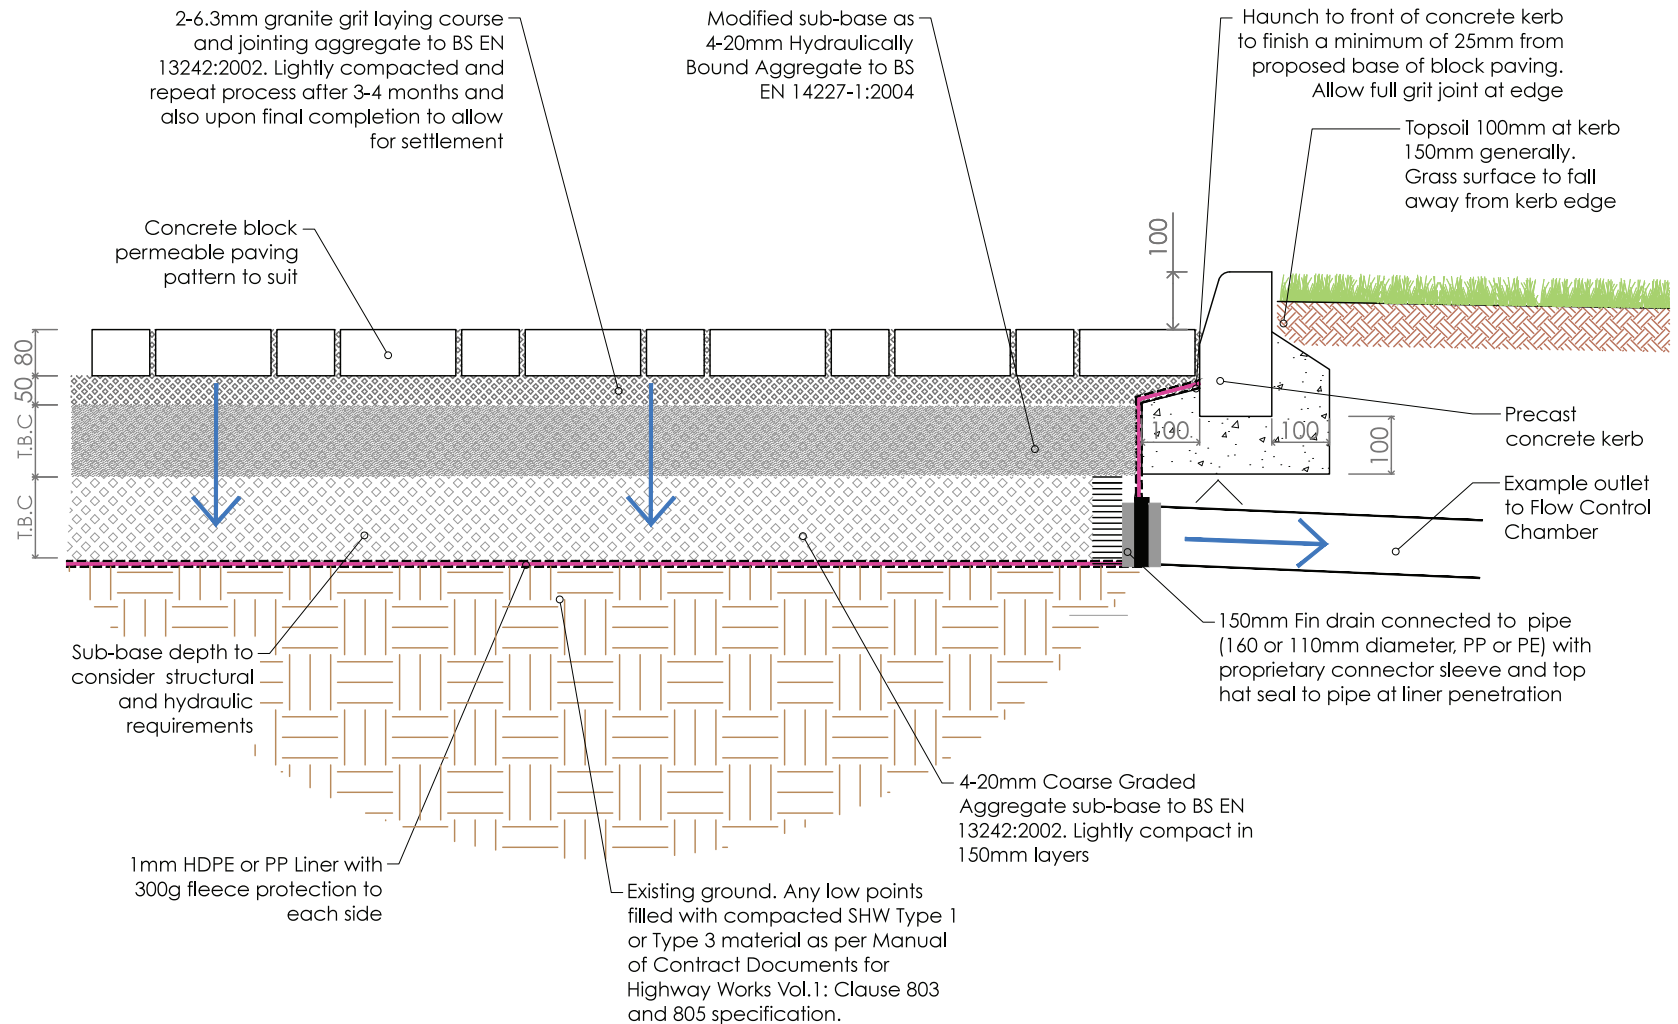 2-6.3mm granite grit laying course
and jointing aggregate to BS EN
13242:2002. Lightly compacted and
repeat process after 3-4 months and
also upon final completion to allow
for settlement
Modified sub-base as
4-20mm Hydraulically
Bound Aggregate to BS
EN 14227-1:2004
Haunch to front of concrete kerb
to finish a minimum of 25mm from
proposed base of block paving.
Allow full grit joint at edge
Topsoil 100mm at kerb
150mm generally.
Grass surface to fall
away from kerb edge
Concrete block
permeable paving
pattern to suit
100
80
50
T.B.C
T.B.C
100
100
100
Precast
concrete kerb
Example outlet
to Flow Control
Chamber
150mm Fin drain connected to pipe
(160 or 110mm diameter, PP or PE) with
proprietary connector sleeve and top
hat seal to pipe at liner penetration
Sub-base depth to
consider structural
and hydraulic
requirements
4-20mm Coarse Graded
Aggregate sub-base to BS EN
13242:2002. Lightly compact in
150mm layers
1mm HDPE or PP Liner with
300g fleece protection to
each side
Existing ground. Any low points
filled with compacted SHW Type 1
or Type 3 material as per Manual
of Contract Documents for
Highway Works Vol.1: Clause 803
and 805 specification.